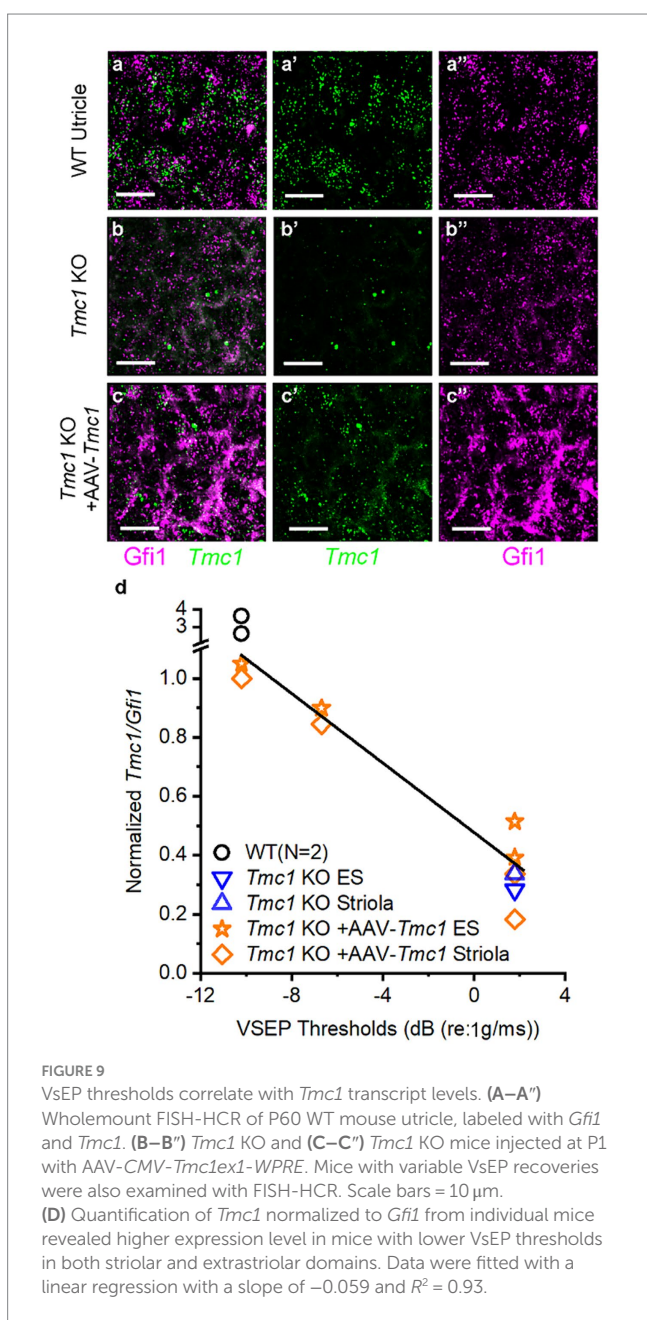 a
a'
a"
WT Utricle
b
b'
b"
Tmc1 KO
c
c'
c"
Tmc1 KO
+AAV-Tmc1
Gfi1 Tmc1
Tmc1
Gfi1
d
4
3
1.0
0.8
0.6
0.4
0.2
0.0
Normalized Tmc1/Gfi1
WT(N=2)
Tmc1 KO ES
Tmc1 KO Striola
Tmc1 KO +AAV-Tmc1 ES
Tmc1 KO +AAV-Tmc1 Striola
-12 -8 -4 0 4
VSEP Thresholds (dB (re:1g/ms))
FIGURE 9
VsEP thresholds correlate with Tmc1 transcript levels. (A–A″)
Wholemount FISH-HCR of P60 WT mouse utricle, labeled with Gfi1
and Tmc1. (B–B″) Tmc1 KO and (C–C″) Tmc1 KO mice injected at P1
with AAV-CMV-Tmc1ex1-WPRE. Mice with variable VsEP recoveries
were also examined with FISH-HCR. Scale bars = 10 μm.
(D) Quantification of Tmc1 normalized to Gfi1 from individual mice
revealed higher expression level in mice with lower VsEP thresholds
in both striolar and extrastriolar domains. Data were fitted with a
linear regression with a slope of −0.059 and R² = 0.93.